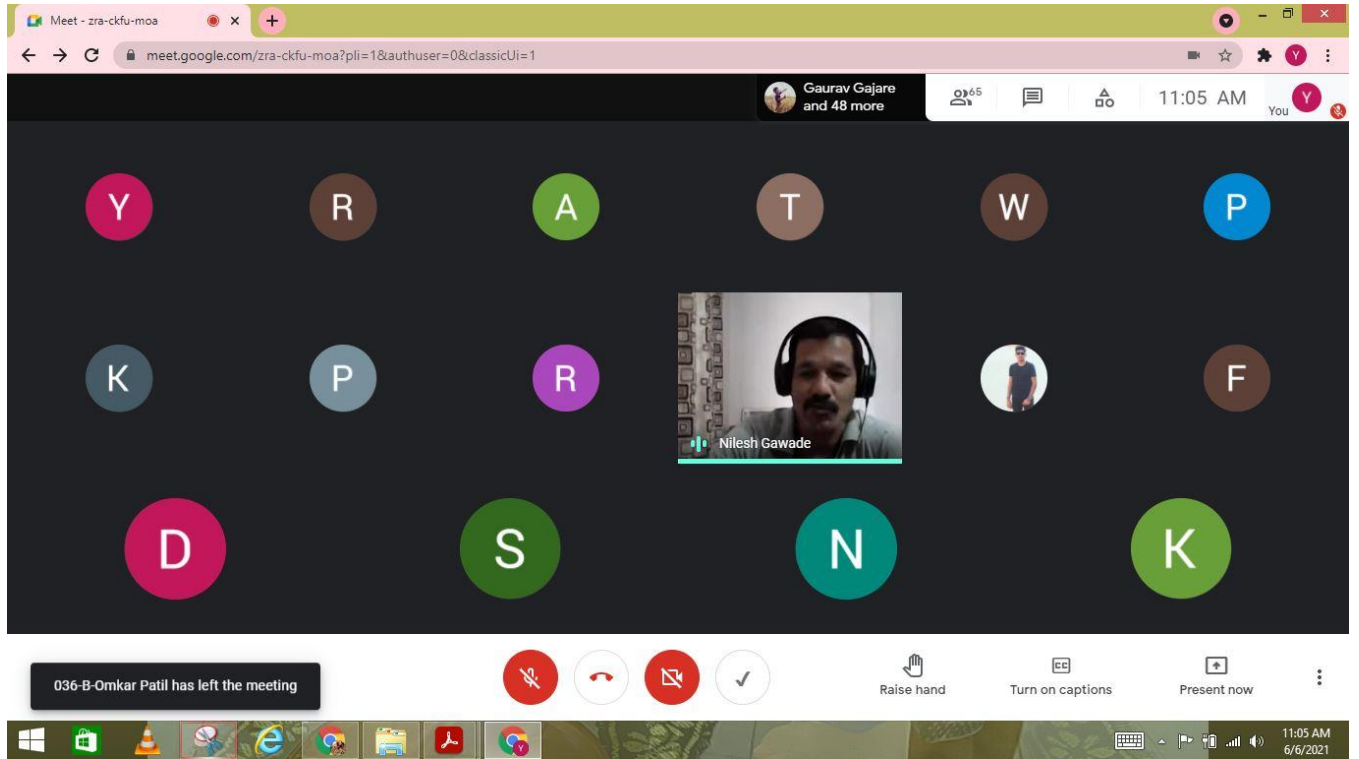 Meet - zra-ckfu-moa
meet.google.com/zra-ckfu-moa?pli=1&authuser=0&classicUi=1
Y
Gaurav Gajare
and 48 more
65
11:05 AM
You
Y
Y R A T W P
K P R F
Nilesh Gawade
D S N K
036-B-Omkar Patil has left the meeting
Raise hand
CC
Turn on captions
Present now
11:05 AM
6/6/2021